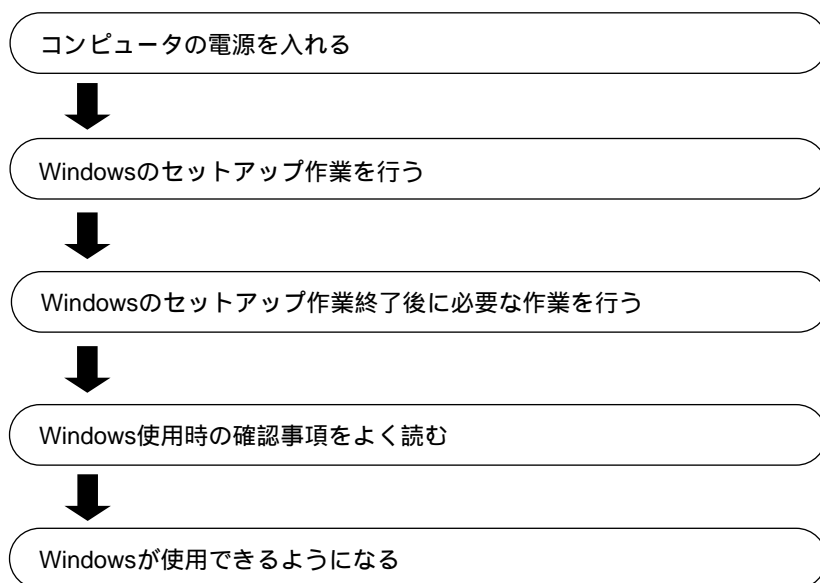 コンピュータの電源を入れる
Windowsのセットアップ作業を行う
Windowsのセットアップ作業終了後に必要な作業を行う
Windows使用時の確認事項をよく読む
Windowsが使用できるようになる